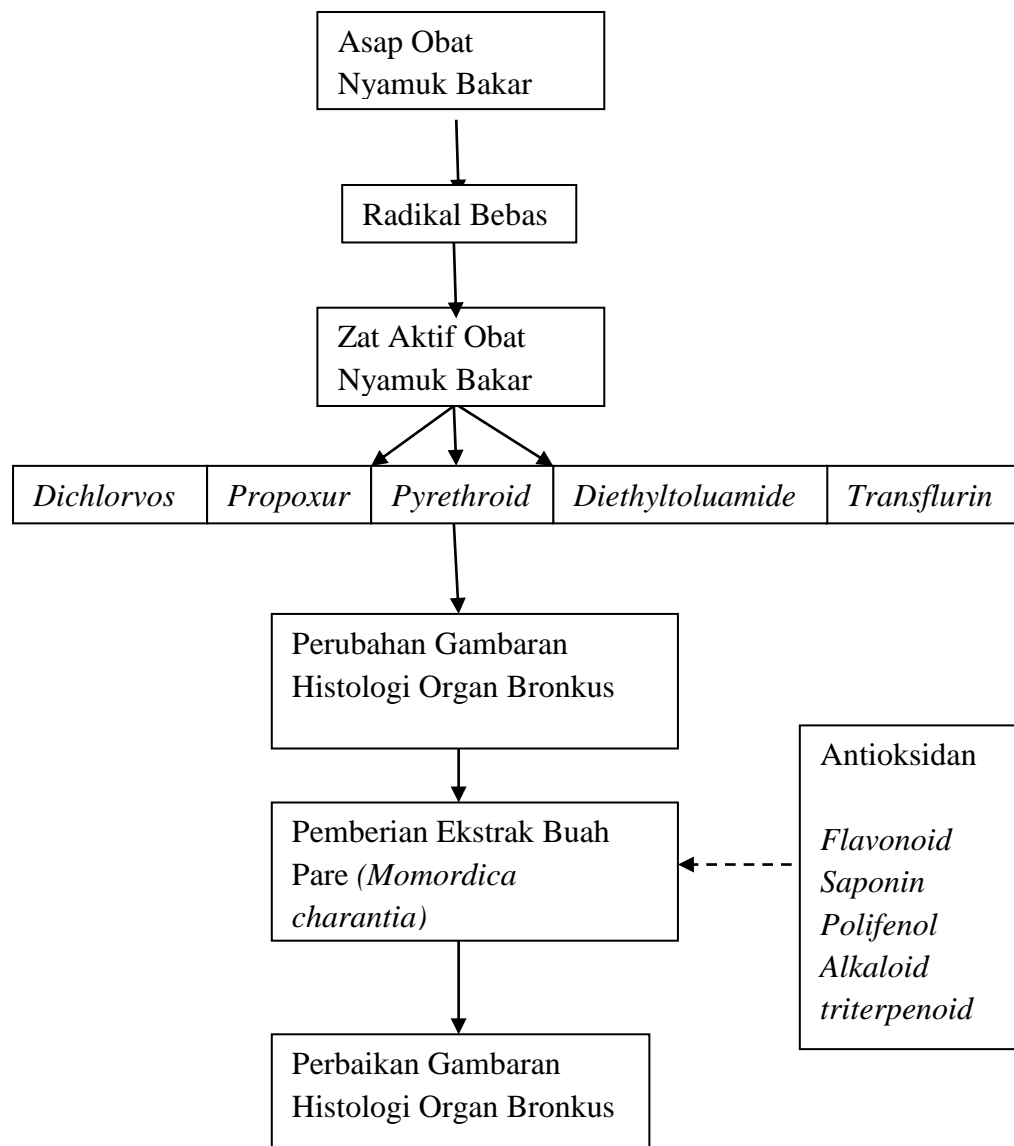 Asap Obat
Nyamuk Bakar
Radikal Bebas
Zat Aktif Obat
Nyamuk Bakar
Dichlorvos Propoxur Pyrethroid Diethyltoluamide Transflurin
Perubahan Gambaran
Histologi Organ Bronkus
Antioksidan
Flavonoid
Saponin
Polifenol
Alkaloid
triterpenoid
Pemberian Ekstrak Buah
Pare (Momordica
charantia)
Perbaikan Gambaran
Histologi Organ Bronkus